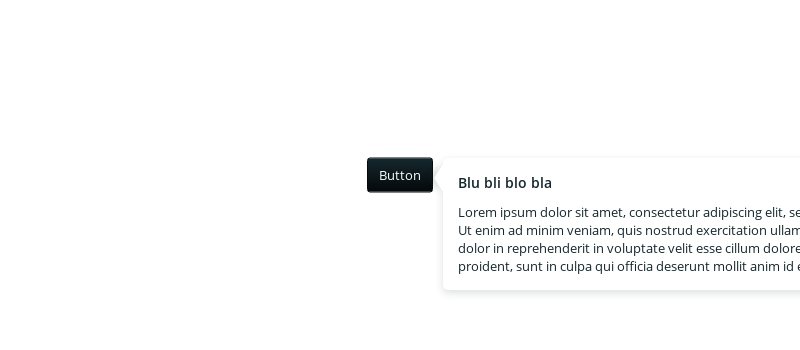 Button
Blu bli blo bla
Lorem ipsum dolor sit amet, consectetur adipiscing elit,
Ut enim ad minim veniam, quis nostrud exercitation
dolor in reprehenderit in voluptate velit esse cillum dolore
proident, sunt in culpa qui officia deserunt mollit anim id